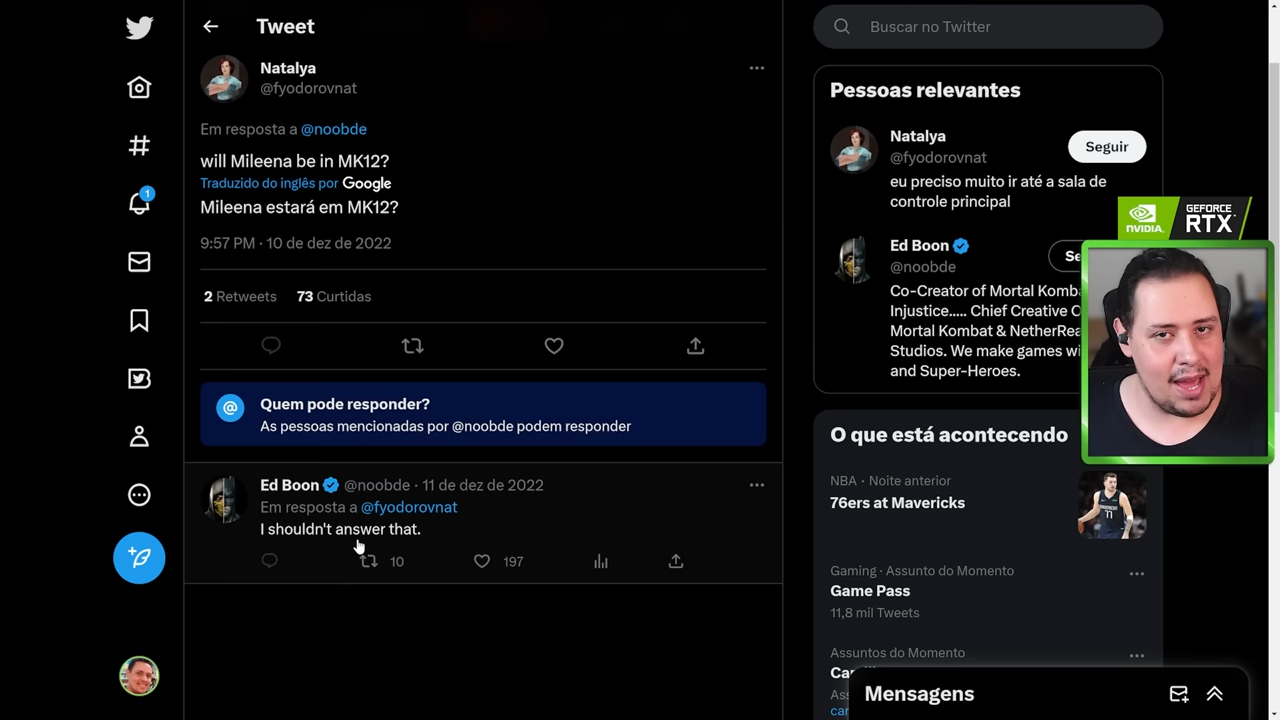 Tweet
Natalya
@fyodorovnat
Em resposta a @noobde
will Mileena be in MK12?
Traduzido do inglês por Google
Mileena estará em MK12?
9:57 PM · 10 de dez de 2022
2 Retweets 73 Curtidas
Quem pode responder?
As pessoas mencionadas por @noobde podem responder
Ed Boon @noobde · 11 de dez de 2022
Em resposta a @fyodorovnat
I shouldn't answer that.
10 197
1
Buscar no Twitter
Pessoas relevantes
Natalya
@fyodorovnat
Seguir
eu preciso muito ir até a sala de
controle principal
Ed Boon
@noobde
Co-Creator of Mortal
Injustice..... Chief Creative
Mortal Kombat &
Studios. We make games
and Super-Heroes.
NVIDIA.
GEFORCE
RTX
O que está acontecendo
NBA · Noite anterior
76ers at Mavericks
Gaming · Assunto do Momento
Game Pass
11,8 mil Tweets
Assuntos do Momento
Mensagens